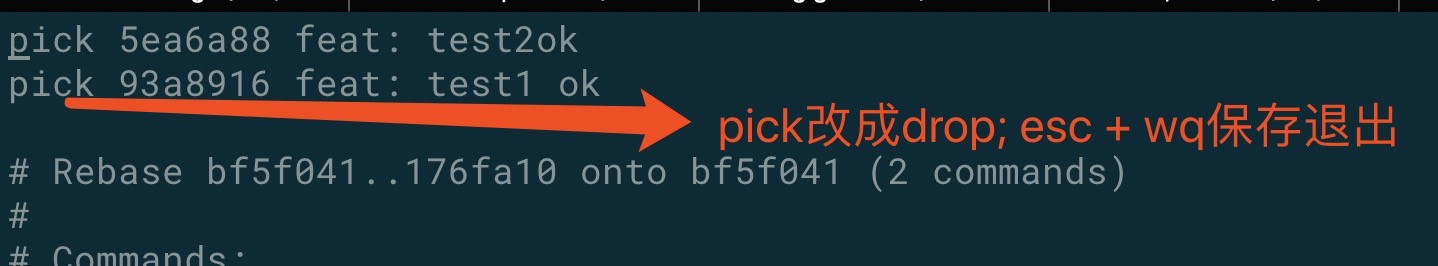 pick 5ea6a88 feat: test2ok
pick 93a8916 feat: test1 ok
pick改成drop; esc + wq保存退出
# Rebase bf5f041..176fa10 onto bf5f041 (2 commands)
#
# Commands: